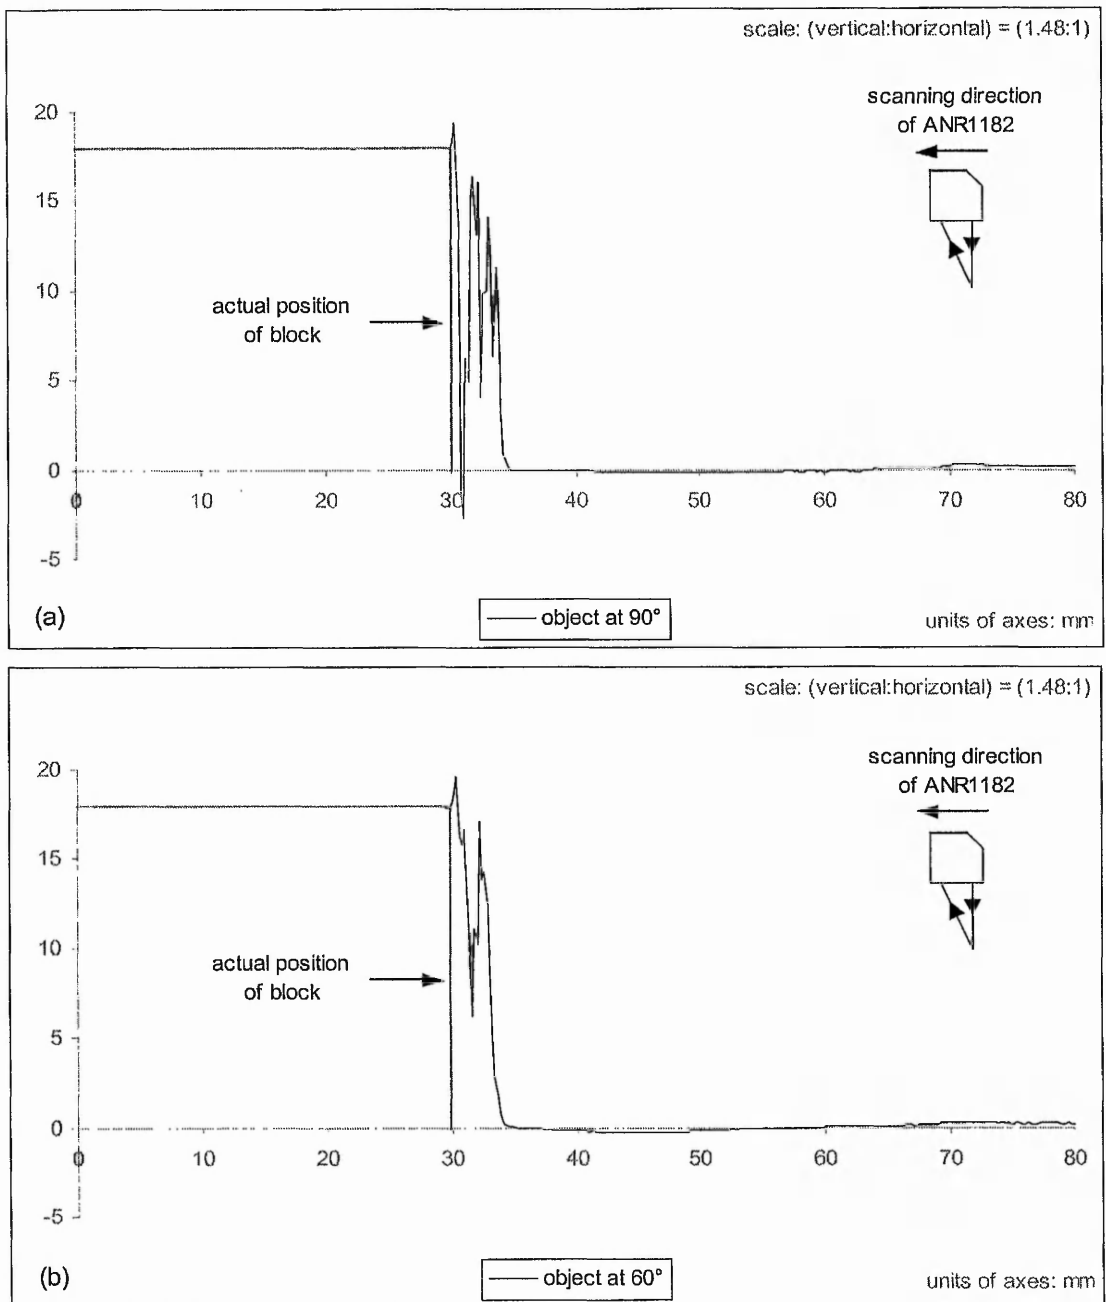 scale: (vertical:horizontal) = (1.48:1)
scanning direction
of ANR1182
20
15
actual position
of block
10
5
0
0 10 20 30 40 50 60 70 80
-5
(a)
object at 90°
units of axes: mm
scale: (vertical:horizontal) = (1.48:1)
scanning direction
of ANR1182
20
15
10
actual position
of block
5
0
0 10 20 30 40 50 60 70 80
-5
(b)
object at 60°
units of axes: mm